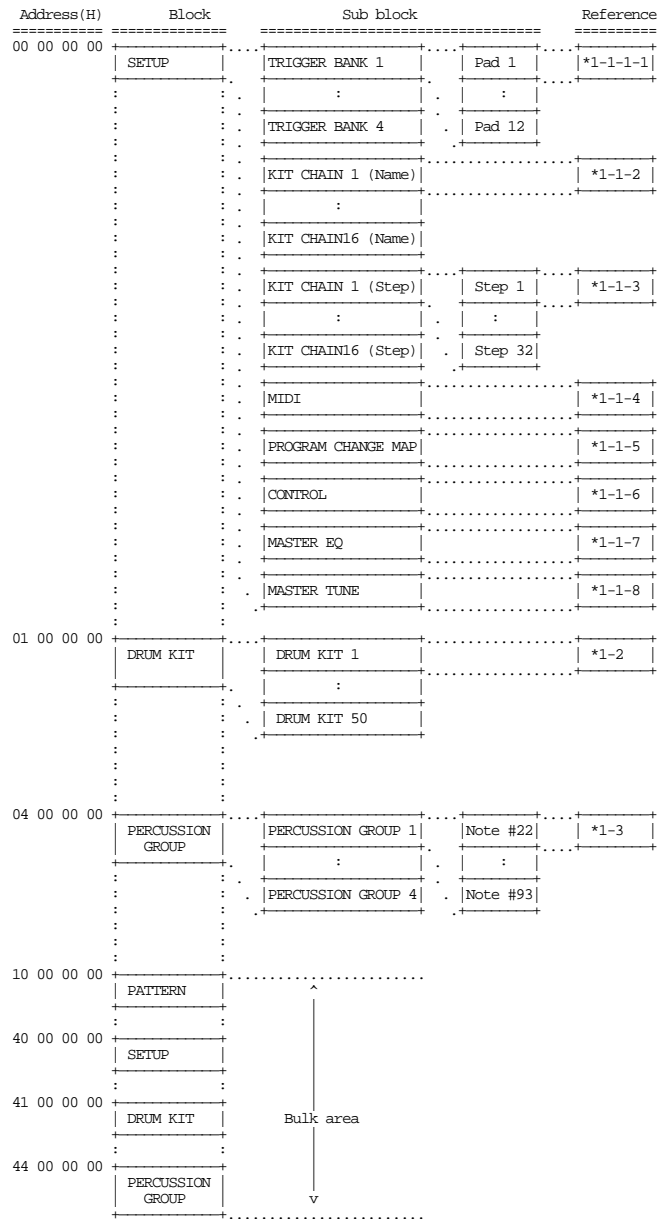 Address(H) Block Sub block Reference
00 00 00 00 SETUP TRIGGER BANK 1 Pad 1 *1-1-1-1
: : : :
TRIGGER BANK 4 Pad 12
KIT CHAIN 1 (Name) *1-1-2
:
KIT CHAIN16 (Name)
KIT CHAIN 1 (Step) Step 1 *1-1-3
: :
KIT CHAIN16 (Step) Step 32
MIDI *1-1-4
PROGRAM CHANGE MAP *1-1-5
CONTROL *1-1-6
MASTER EQ *1-1-7
MASTER TUNE *1-1-8
01 00 00 00 DRUM KIT DRUM KIT 1 *1-2
:
DRUM KIT 50
04 00 00 00 PERCUSSION GROUP PERCUSSION GROUP 1 Note #22 *1-3
: :
PERCUSSION GROUP 4 Note #93
10 00 00 00 PATTERN
40 00 00 00 SETUP
41 00 00 00 DRUM KIT Bulk area
44 00 00 00 PERCUSSION GROUP